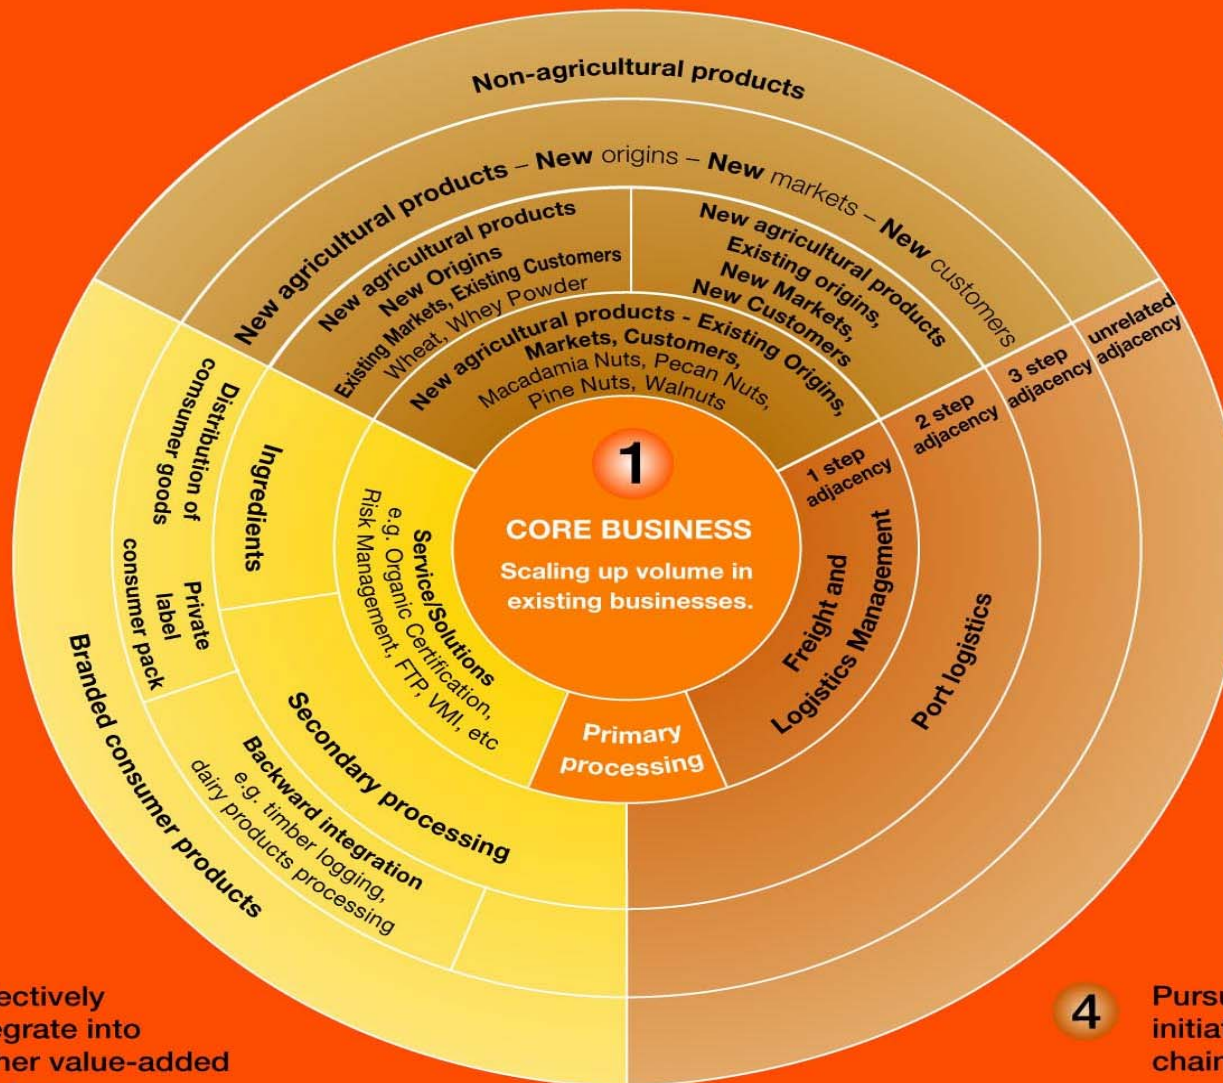 Non-agricultural products
New agricultural products – New origins – New markets – New customers
New agricultural products
New Origins
Existing Markets, Existing Customers
Wheat, Whey Powder
New agricultural products
Existing origins,
New Markets,
New Customers
New agricultural products - Existing Origins,
Markets, Customers,
Macadamia Nuts, Pecan Nuts,
Pine Nuts, Walnuts
1
CORE BUSINESS
Scaling up volume in
existing businesses.
Primary
processing
1 step
adjacency
2 step
adjacency
3 step
adjacency
unrelated
adjacency
Freight and
Logistics Management
Port logistics
Service/Solutions
e.g. Organic Certification,
Risk Management, FTP, VMI, etc
Ingredients
Secondary processing
Distribution of
comsumer goods
Private
label
consumer pack
Backward integration
e.g. timber logging,
dairy products processing
Branded consumer products
ectively
egrate into
her value-added
4
Pursu
initiat
chain